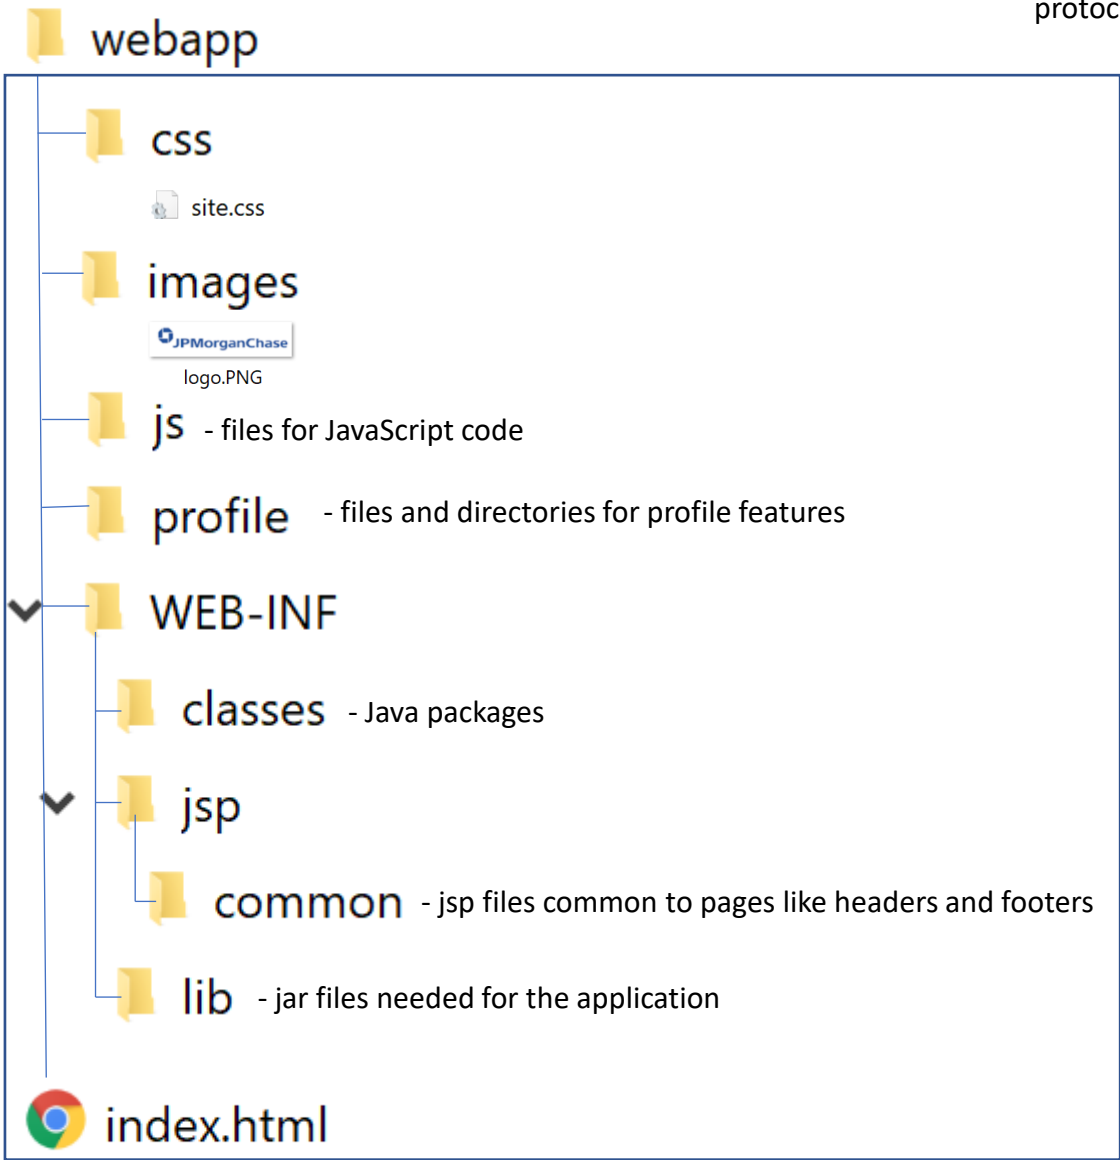 protoc
webapp
css
site.css
images
JPMorganChase
logo.PNG
js - files for JavaScript code
profile - files and directories for profile features
WEB-INF
classes - Java packages
jsp
common - jsp files common to pages like headers and footers
lib - jar files needed for the application
index.html